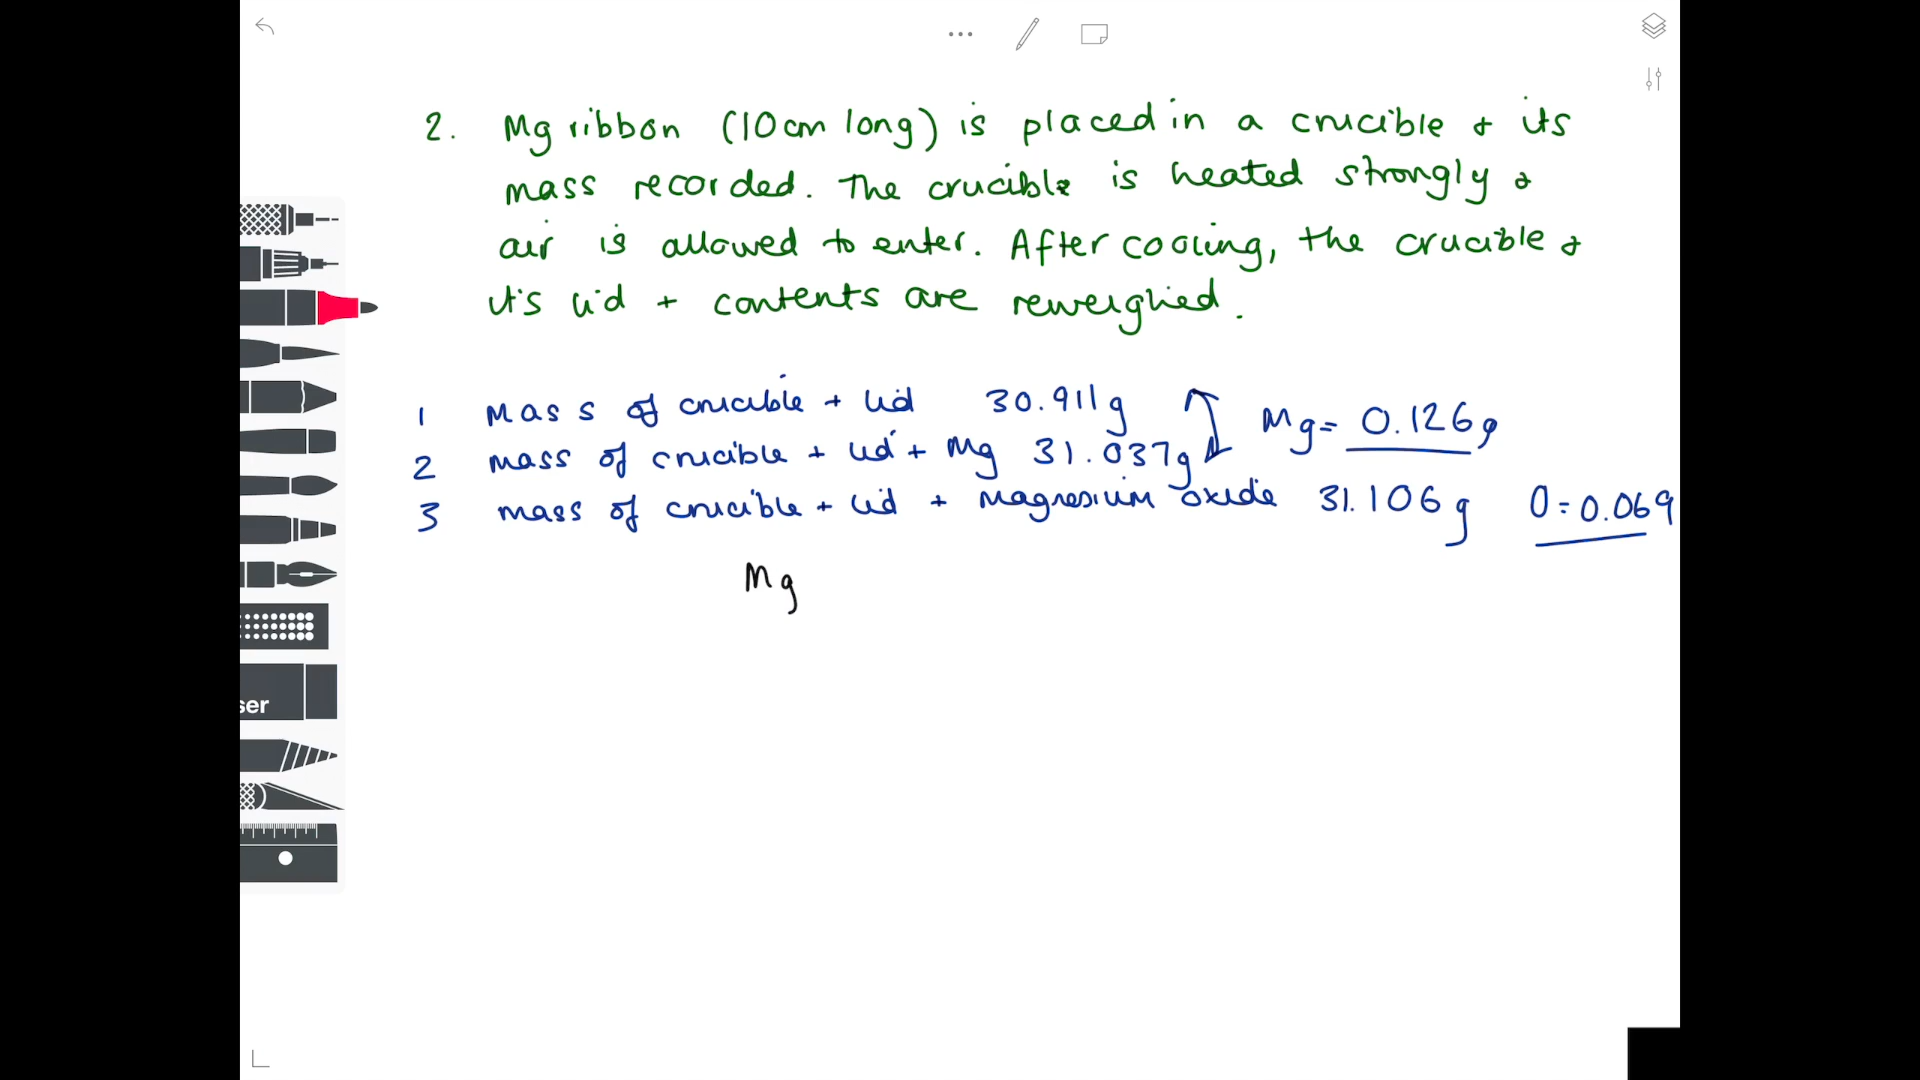 2. Mg ribbon (10cm long) is placed in a crucible & its
mass recorded. The crucible is heated strongly &
air is allowed to enter. After cooling, the crucible &
it's lid + contents are reweighed.
1 Mass of crucible + lid 30.911g Mg= 0.126g
2 mass of crucible + lid + Mg 31.037g
3 mass of crucible + lid + magnesium oxide 31.106g O=0.069
Mg
ser